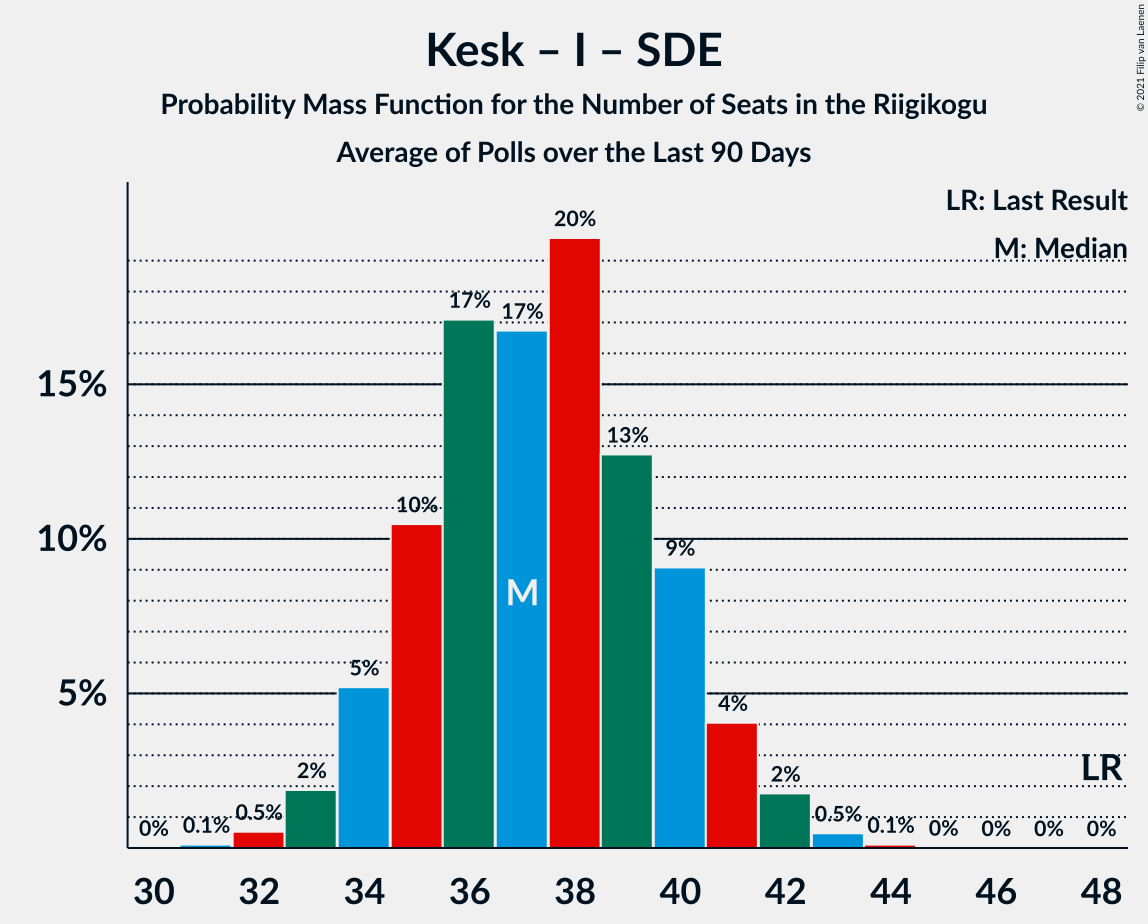 Kesk – I – SDE
Probability Mass Function for the Number of Seats in the Riigikogu
Average of Polls over the Last 90 Days
© 2021 Filip van Laenen
LR: Last Result
M: Median
15%
10%
5%
0%
0.1%
0.5%
2%
5%
10%
17%
17%
20%
13%
9%
4%
2%
0.5%
0.1%
0%
0%
0%
0%
M
LR
30 32 34 36 38 40 42 44 46 48